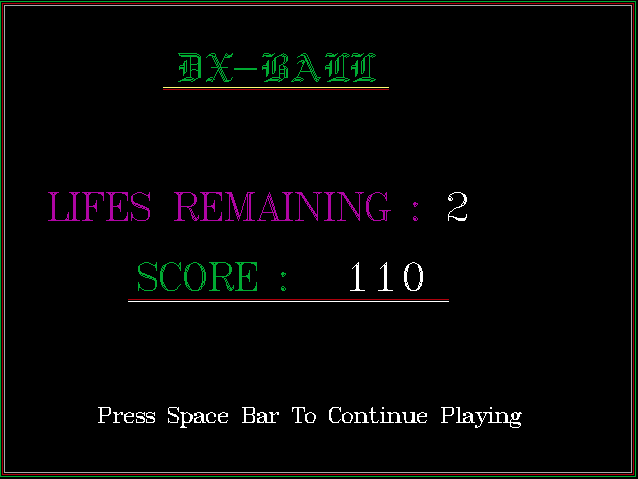 DX-BALL
LIFES REMAINING : 2
SCORE : 110
Press Space Bar To Continue Playing